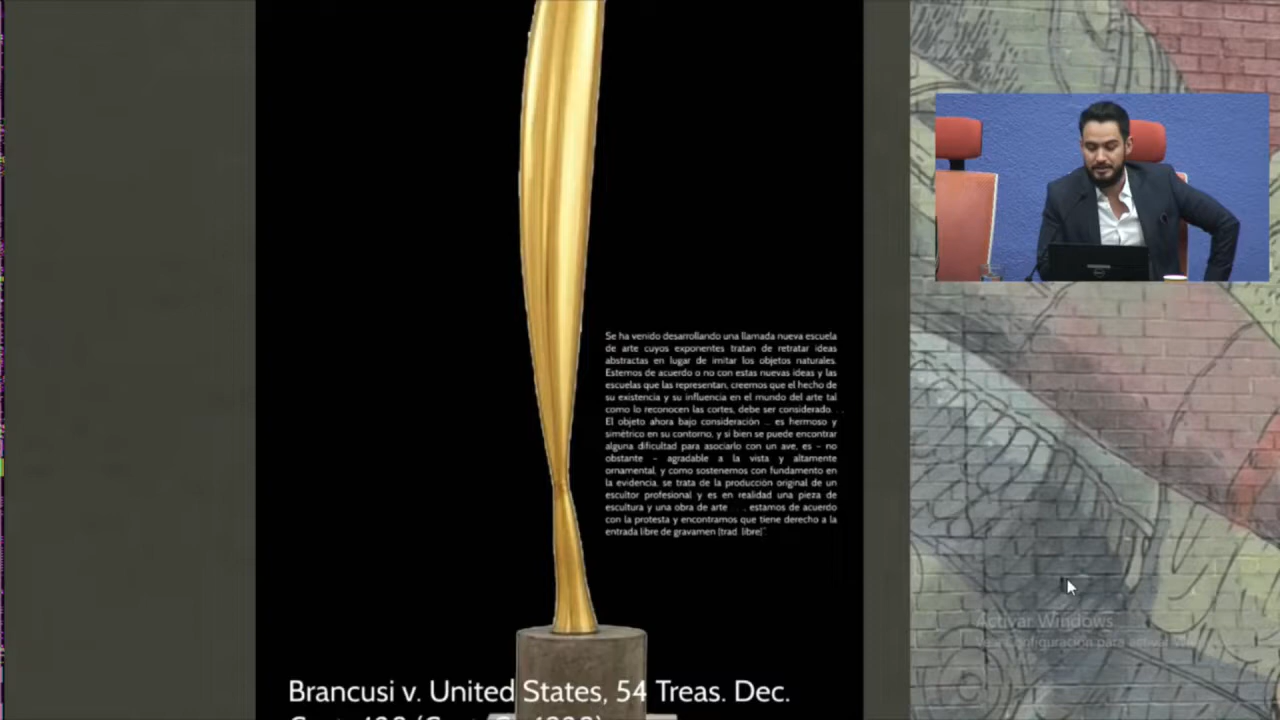 Se ha venido desarrollando una llamada nueva escuela
de arte cuyos exponentes tratan de retratar ideas
abstractas en lugar de imitar los objetos naturales.
Estemos de acuerdo o no con estas nuevas ideas y las
escuelas que las representan, creemos que el hecho de
su existencia y su influencia en el mundo del arte tal
como lo reconocen las cortes, debe ser considerado. . .
El objeto ahora bajo consideración .. es hermoso y
simétrico en su contorno, y si bien se puede encontrar
alguna dificultad para asociarlo con un ave, es – no
obstante – agradable a la vista y altamente
ornamental, y como sostenemos con fundamento en
la evidencia, se trata de la producción original de un
escultor profesional y es en realidad una pieza de
escultura y una obra de arte . . ., estamos de acuerdo
con la protesta y encontramos que tiene derecho a la
entrada libre de gravamen [trad. libre]"
Brancusi v. United States, 54 Treas. Dec.
Activar Windows